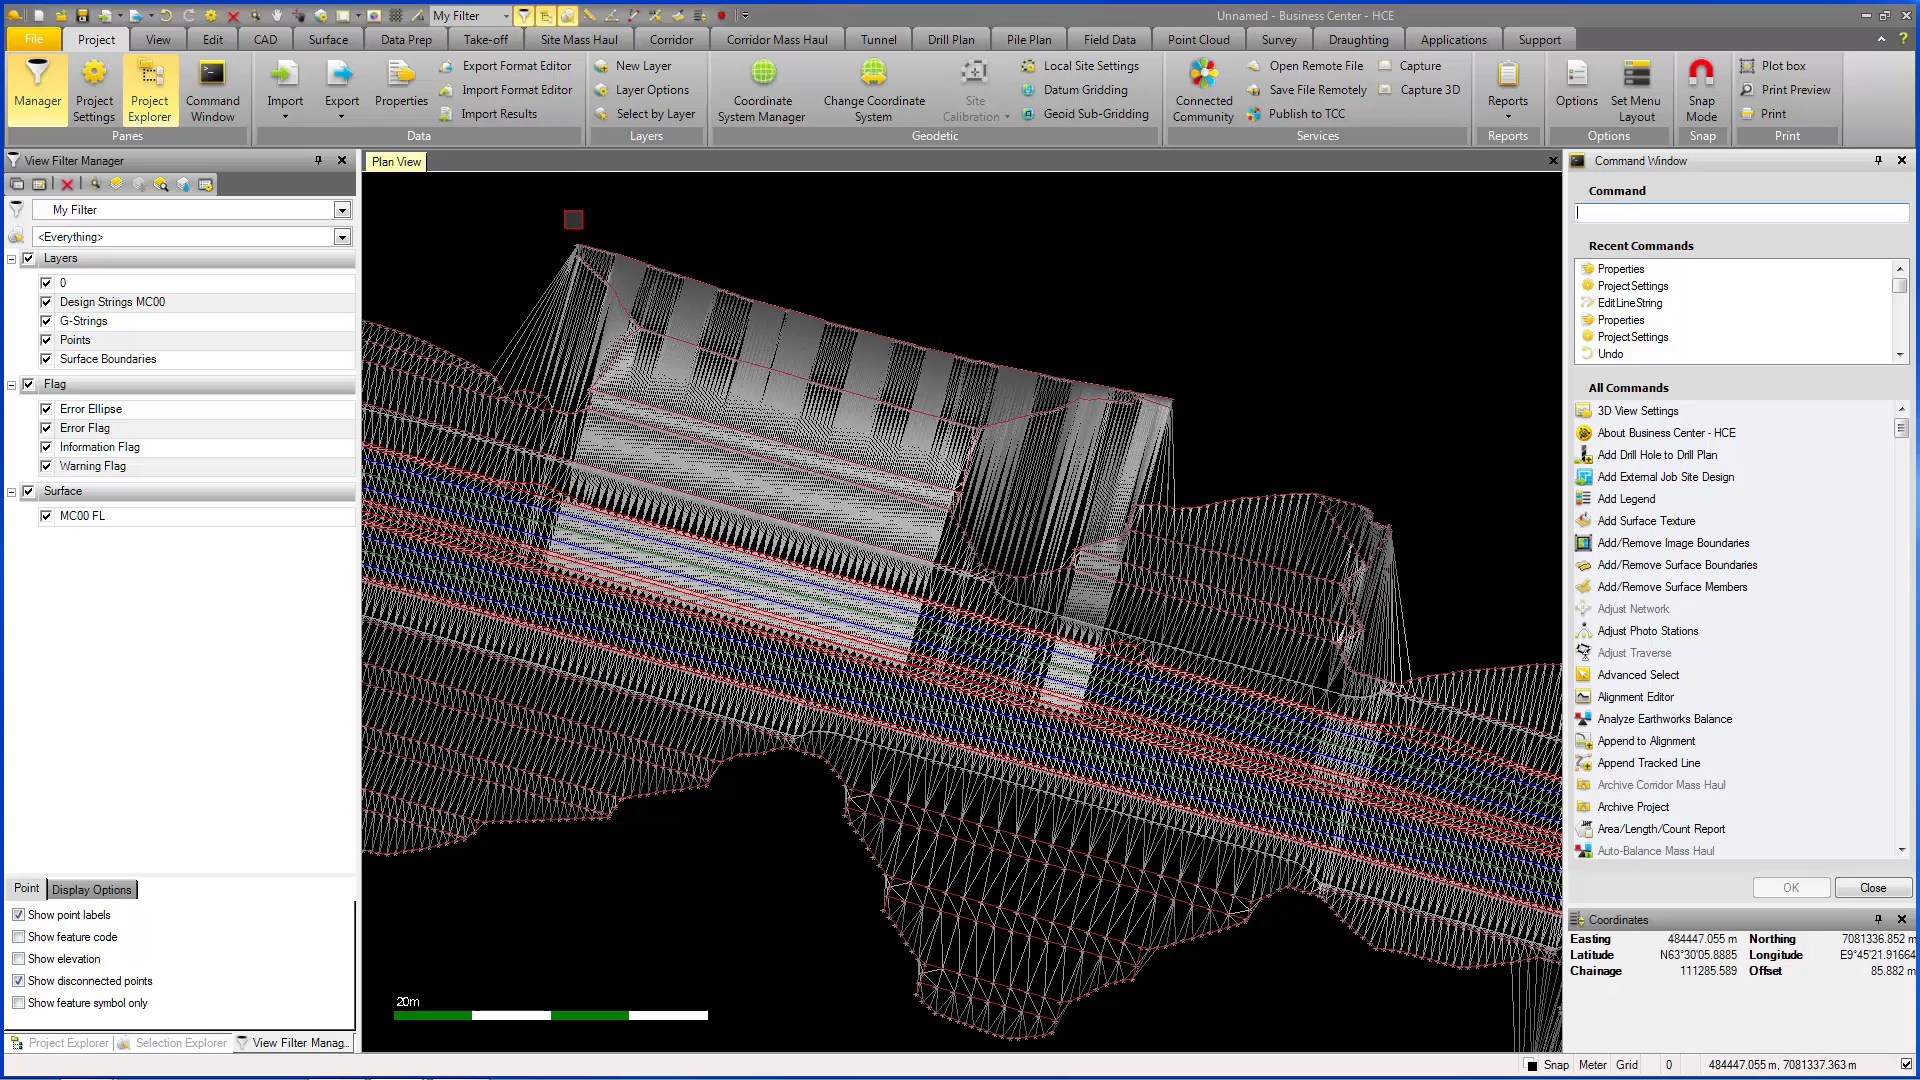 My Filter
Unnamed - Business Center - HCE
File
Project
View
Edit
CAD
Surface
Data Prep
Take-off
Site Mass Haul
Corridor
Corridor Mass Haul
Tunnel
Drill Plan
Pile Plan
Field Data
Point Cloud
Survey
Draughting
Applications
Support
Manager
Project Settings
Project Explorer
Command Window
Panes
Import
Export
Properties
Export Format Editor
Import Format Editor
Import Results
Data
New Layer
Layer Options
Select by Layer
Layers
Coordinate System Manager
Change Coordinate System
Site Calibration
Local Site Settings
Datum Gridding
Geoid Sub-Gridding
Geodetic
Connected Community
Open Remote File
Save File Remotely
Publish to TCC
Capture
Capture 3D
Services
Reports
Reports
Options
Set Menu Layout
Options
Snap Mode
Snap
Plot box
Print Preview
Print
Print
View Filter Manager
My Filter
<Everything>
Layers
0
Design Strings MC00
G-Strings
Points
Surface Boundaries
Flag
Error Ellipse
Error Flag
Information Flag
Warning Flag
Surface
MC00 FL
Point
Display Options
Show point labels
Show feature code
Show elevation
Show disconnected points
Show feature symbol only
Project Explorer
Selection Explorer
View Filter Manag...
Plan View
20m
Command Window
Command
Recent Commands
Properties
ProjectSettings
EditLineString
Properties
ProjectSettings
Undo
All Commands
3D View Settings
About Business Center - HCE
Add Drill Hole to Drill Plan
Add External Job Site Design
Add Legend
Add Surface Texture
Add/Remove Image Boundaries
Add/Remove Surface Boundaries
Add/Remove Surface Members
Adjust Network
Adjust Photo Stations
Adjust Traverse
Advanced Select
Alignment Editor
Analyze Earthworks Balance
Append to Alignment
Append Tracked Line
Archive Corridor Mass Haul
Archive Project
Area/Length/Count Report
Auto-Balance Mass Haul
OK
Close
Coordinates
Easting 484447.055 m Northing 7081336.852 m
Latitude N63°30'05.8885 Longitude E9°45'21.91664
Chainage 111285.589 Offset 85.882 m
Snap Meter Grid 0 484447.055 m, 7081337.363 m